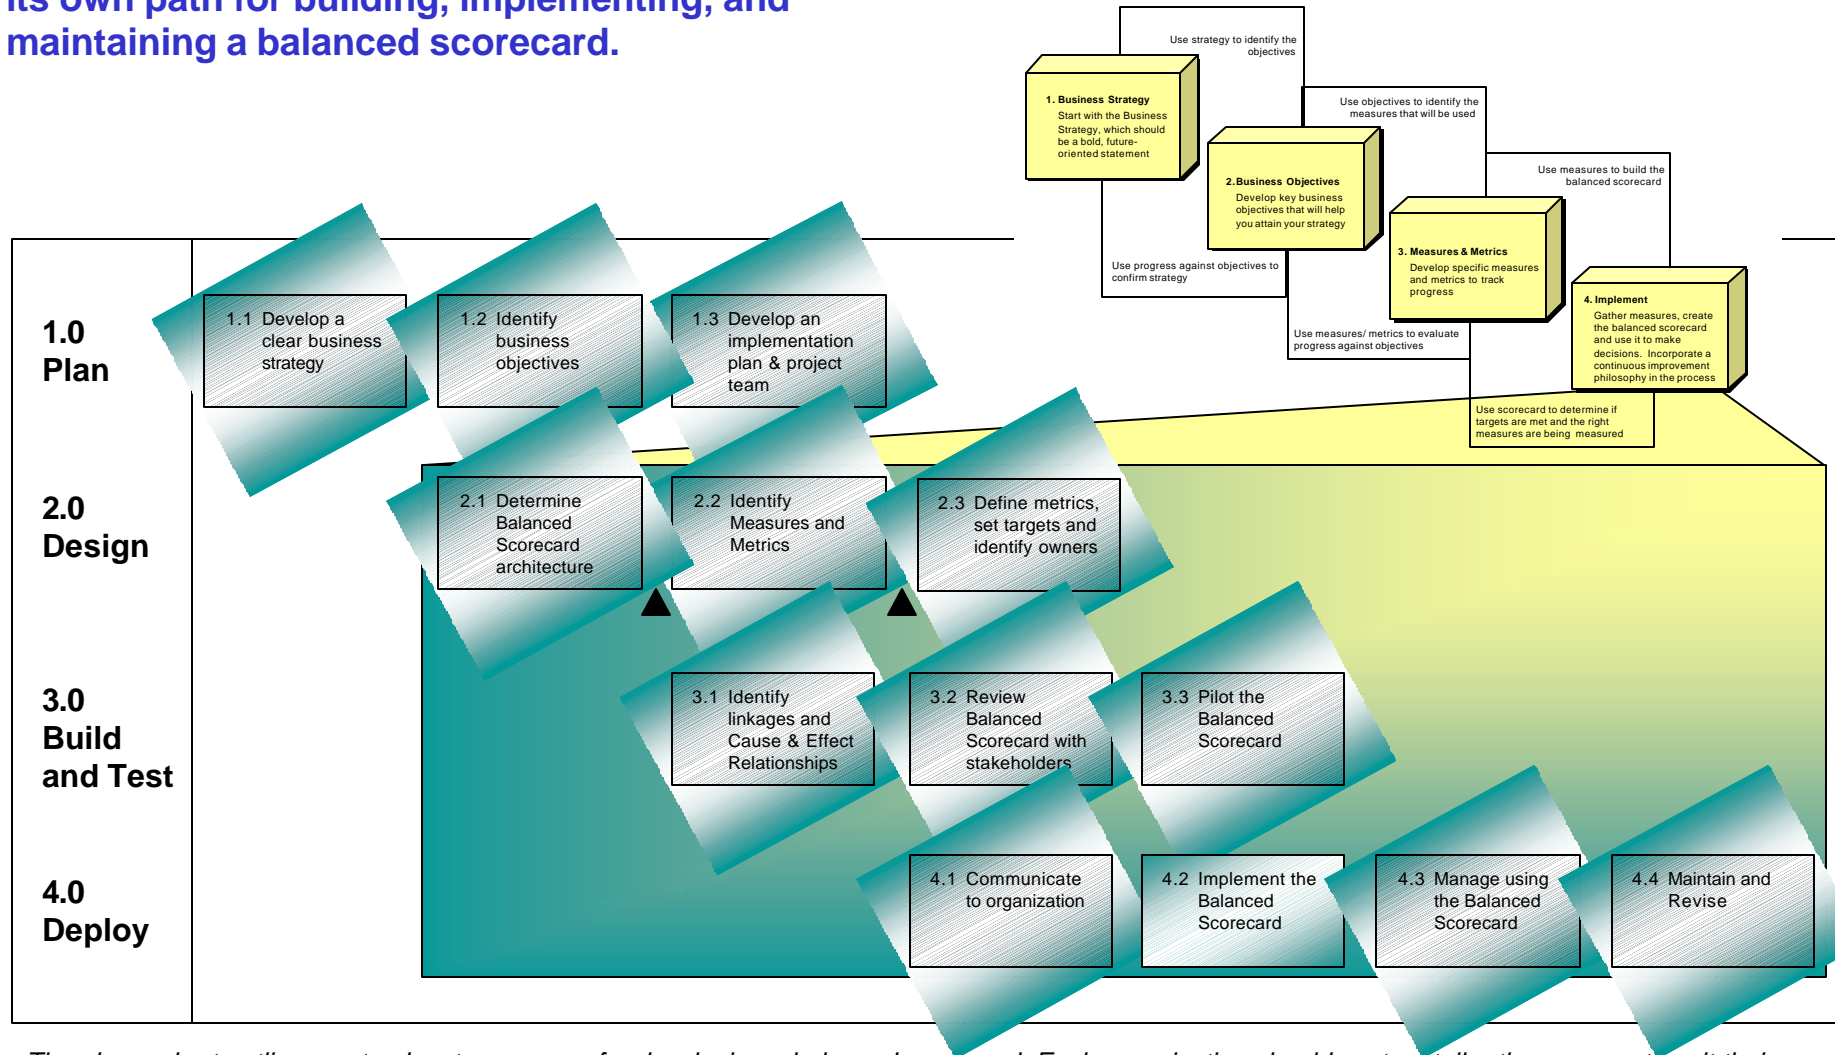 its own path for building, implementing, and
maintaining a balanced scorecard.
Use strategy to identify the
objectives
1. Business Strategy
Start with the Business
Strategy, which should
be a bold, future-
oriented statement
Use objectives to identify the
measures that will be used
2.Business Objectives
Develop key business
objectives that will help
you attain your strategy
Use measures to build the
balanced scorecard
3. Measures & Metrics
Develop specific measures
and metrics to track
progress
Use progress against objectives to
confirm strategy
4. Implement
Gather measures, create
the balanced scorecard
and use it to make
decisions. Incorporate a
continuous improvement
philosophy in the process
Use measures/ metrics to evaluate
progress against objectives
Use scorecard to determine if
targets are met and the right
measures are being measured
1.0
Plan
1.1 Develop a
clear business
strategy
1.2 Identify
business
objectives
1.3 Develop an
implementation
plan & project
team
2.0
Design
2.1 Determine
Balanced
Scorecard
architecture
2.2 Identify
Measures and
Metrics
2.3 Define metrics,
set targets and
identify owners
3.0
Build
and Test
3.1 Identify
linkages and
Cause & Effect
Relationships
3.2 Review
Balanced
Scorecard with
stakeholders
3.3 Pilot the
Balanced
Scorecard
4.0
Deploy
4.1 Communicate
to organization
4.2 Implement the
Balanced
Scorecard
4.3 Manage using
the Balanced
Scorecard
4.4 Maintain and
Revise